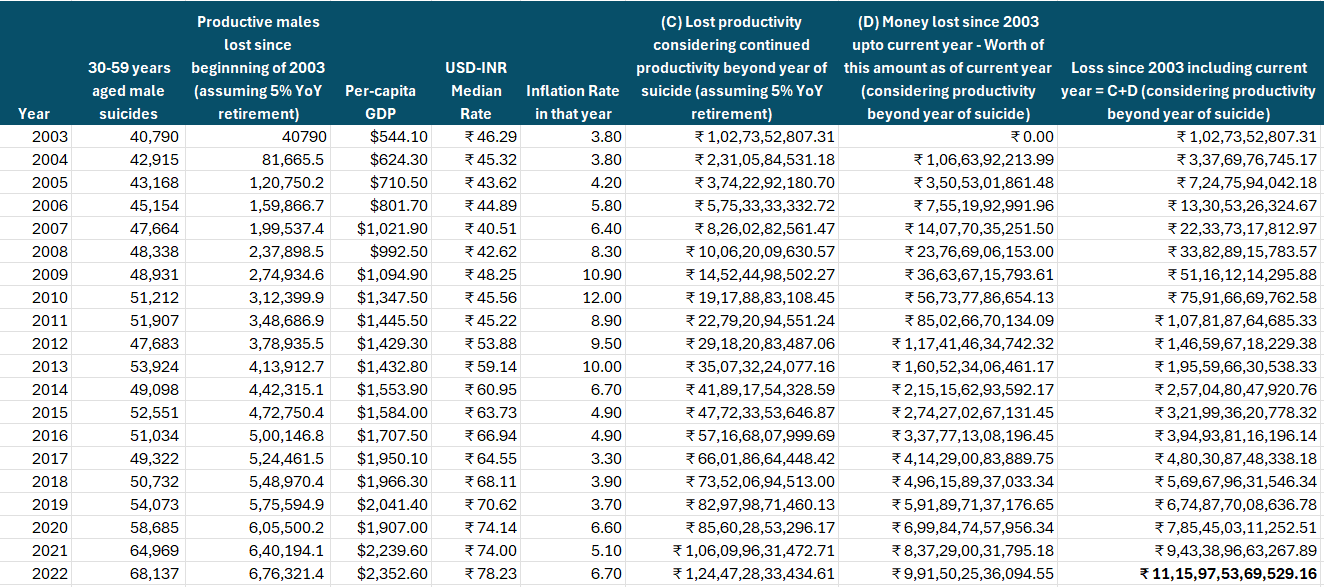 Year | 30-59 years aged male suicides | Productive males lost since beginnning of 2003 (assuming 5% YoY retirement) | Per-capita GDP | USD-INR Median Rate | Inflation Rate in that year | (C) Lost productivity considering continued productivity beyond year of suicide (assuming 5% YoY retirement) | (D) Money lost since 2003 upto current year - Worth of this amount as of current year (considering productivity beyond year of suicide) | Loss since 2003 including current year = C+D (considering productivity beyond year of suicide)
2003 40,790 40790 $544.10 ₹ 46.29 3.80 ₹ 1,02,73,52,807.31 ₹ 0.00 ₹ 1,02,73,52,807.31
2004 42,915 81,665.5 $624.30 ₹ 45.32 3.80 ₹ 2,31,05,84,531.18 ₹ 1,06,63,92,213.99 ₹ 3,37,69,76,745.17
2005 43,168 1,20,750.2 $710.50 ₹ 43.62 4.20 ₹ 3,74,22,92,180.70 ₹ 3,50,53,01,861.48 ₹ 7,24,75,94,042.18
2006 45,154 1,59,866.7 $801.70 ₹ 44.89 5.80 ₹ 5,75,33,33,332.72 ₹ 7,55,19,92,991.96 ₹ 13,30,53,26,324.67
2007 47,664 1,99,537.4 $1,021.90 ₹ 40.51 6.40 ₹ 8,26,02,82,561.47 ₹ 14,07,70,35,251.50 ₹ 22,33,73,17,812.97
2008 48,338 2,37,898.5 $992.50 ₹ 42.62 8.30 ₹ 10,06,20,09,630.57 ₹ 23,76,69,06,153.00 ₹ 33,82,89,15,783.57
2009 48,931 2,74,934.6 $1,094.90 ₹ 48.25 10.90 ₹ 14,52,44,98,502.27 ₹ 36,63,67,15,793.61 ₹ 51,16,12,14,295.88
2010 51,212 3,12,399.9 $1,347.50 ₹ 45.56 12.00 ₹ 19,17,88,83,108.45 ₹ 56,73,77,86,654.13 ₹ 75,91,66,69,762.58
2011 51,907 3,48,686.9 $1,445.50 ₹ 45.22 8.90 ₹ 22,79,20,94,551.24 ₹ 85,02,66,70,134.09 ₹ 1,07,81,87,64,685.33
2012 47,683 3,78,935.5 $1,429.30 ₹ 53.88 9.50 ₹ 29,18,20,83,487.06 ₹ 1,17,41,46,34,742.32 ₹ 1,46,59,67,18,229.38
2013 53,924 4,13,912.7 $1,432.80 ₹ 59.14 10.00 ₹ 35,07,32,24,077.16 ₹ 1,60,52,34,06,461.17 ₹ 1,95,59,66,30,538.33
2014 49,098 4,42,315.1 $1,553.90 ₹ 60.95 6.70 ₹ 41,89,17,54,328.59 ₹ 2,15,15,62,93,592.17 ₹ 2,57,04,80,47,920.76
2015 52,551 4,72,750.4 $1,584.00 ₹ 63.73 4.90 ₹ 47,72,33,53,646.87 ₹ 2,74,27,02,67,131.45 ₹ 3,21,99,36,20,778.32
2016 51,034 5,00,146.8 $1,707.50 ₹ 66.94 4.90 ₹ 57,16,68,07,999.69 ₹ 3,37,77,13,08,196.45 ₹ 3,94,93,81,16,196.14
2017 49,322 5,24,461.5 $1,950.10 ₹ 64.55 3.30 ₹ 66,01,86,64,448.42 ₹ 4,14,29,00,83,889.75 ₹ 4,80,30,87,48,338.18
2018 50,732 5,48,970.4 $1,966.30 ₹ 68.11 3.90 ₹ 73,52,06,94,513.00 ₹ 4,96,15,89,37,033.34 ₹ 5,69,67,96,31,546.34
2019 54,073 5,75,594.9 $2,041.40 ₹ 70.62 3.70 ₹ 82,97,98,71,460.13 ₹ 5,91,89,71,37,176.65 ₹ 6,74,87,70,08,636.78
2020 58,685 6,05,500.2 $1,907.00 ₹ 74.14 6.60 ₹ 85,60,28,53,296.17 ₹ 6,99,84,74,57,956.34 ₹ 7,85,45,03,11,252.51
2021 64,969 6,40,194.1 $2,239.60 ₹ 74.00 5.10 ₹ 1,06,09,96,31,472.71 ₹ 8,37,29,00,31,795.18 ₹ 9,43,38,96,63,267.89
2022 68,137 6,76,321.4 $2,352.60 ₹ 78.23 6.70 ₹ 1,24,47,28,33,434.61 ₹ 9,91,50,25,36,094.55 ₹ 11,15,97,53,69,529.16